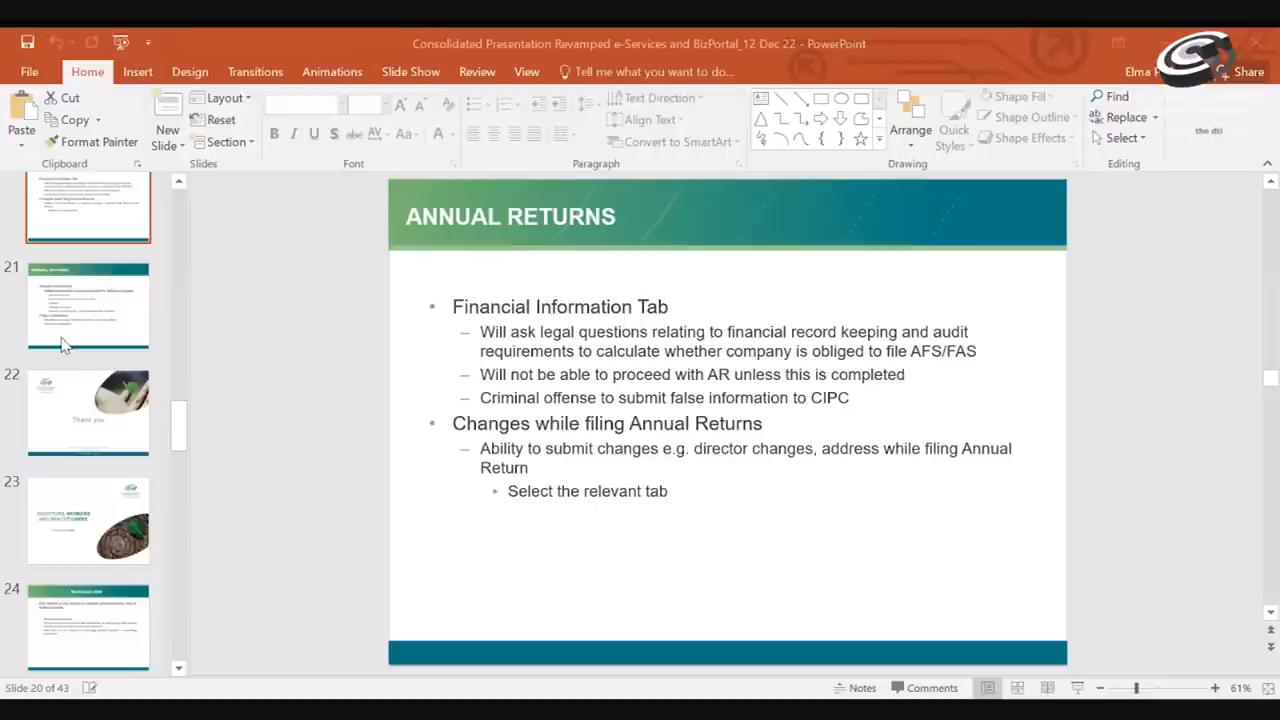 Consolidated Presentation Revamped e-Services and BizPortal_12 Dec 22 - PowerPoint
File Home Insert Design Transitions Animations Slide Show Review View Tell me what you want to do... Elma Share
Cut
Copy
Format Painter
Paste
Clipboard
New Slide
Layout
Reset
Section
Slides
B I U S abc AV Aa A
Font
Text Direction
Align Text
Convert to SmartArt
Paragraph
Arrange
Quick Styles
Shape Fill
Shape Outline
Shape Effects
Drawing
Find
Replace
Select
Editing
the dti
21
22
Thank you
23
24
ANNUAL RETURNS
• Financial Information Tab
– Will ask legal questions relating to financial record keeping and audit
requirements to calculate whether company is obliged to file AFS/FAS
– Will not be able to proceed with AR unless this is completed
– Criminal offense to submit false information to CIPC
• Changes while filing Annual Returns
– Ability to submit changes e.g. director changes, address while filing Annual
Return
• Select the relevant tab
Slide 20 of 43
Notes
Comments
61%